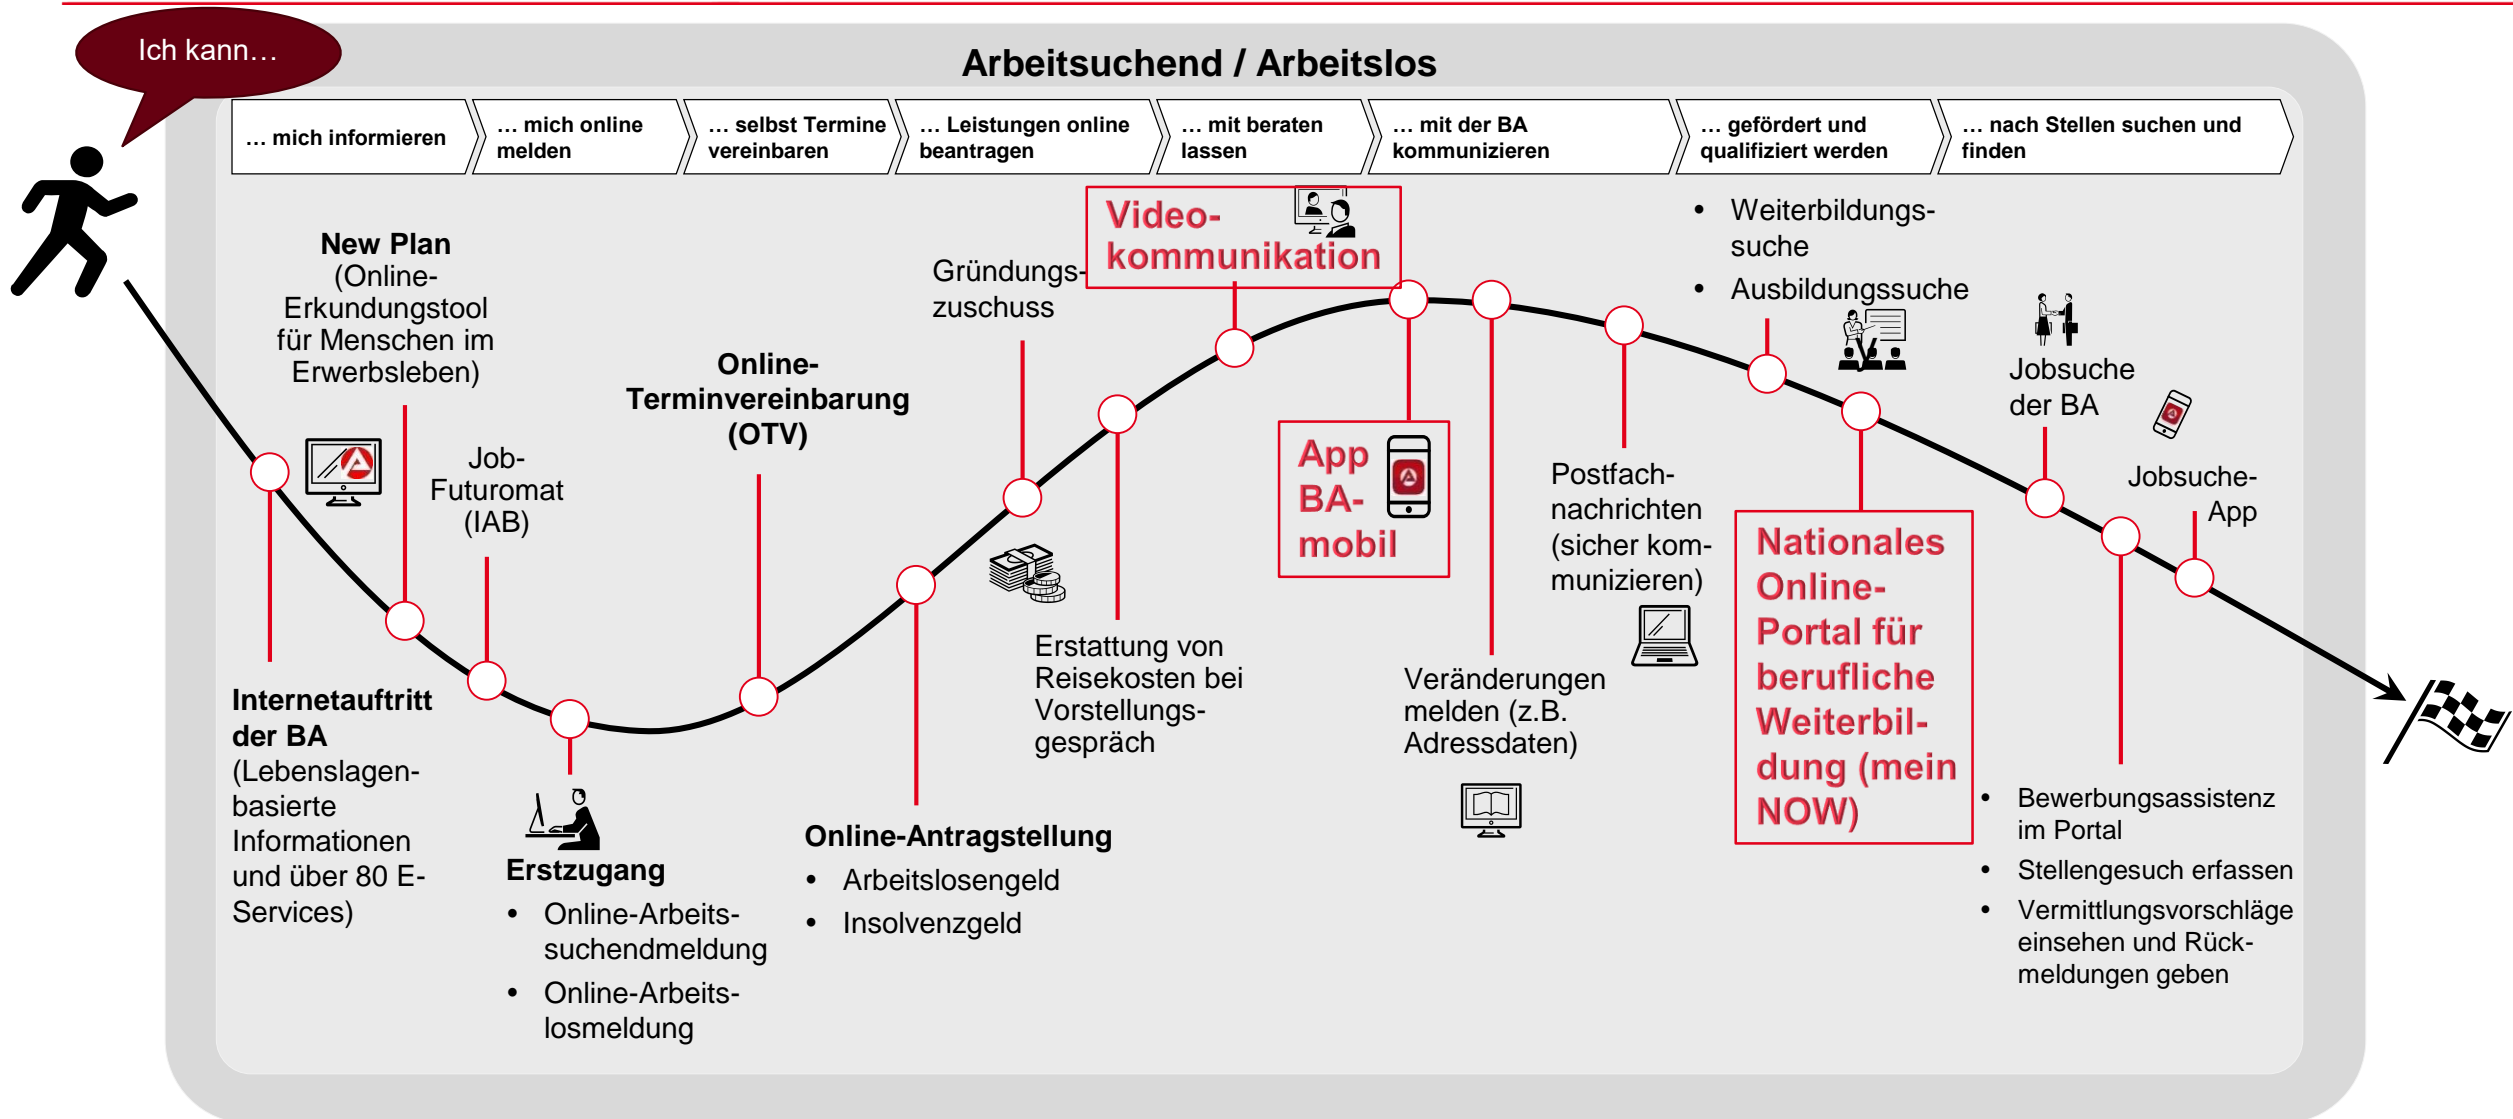 Ich kann…
Arbeitsuchend / Arbeitslos
… mich informieren
… mich online
melden
… selbst Termine
vereinbaren
… Leistungen online
beantragen
… mit beraten
lassen
… mit der BA
kommunizieren
… gefördert und
qualifiziert werden
… nach Stellen suchen und
finden
Internetauftritt
der BA
(Lebenslagen-
basierte
Informationen
und über 80 E-
Services)
New Plan
(Online-
Erkundungstool
für Menschen im
Erwerbsleben)
Job-
Futuromat
(IAB)
Erstzugang
• Online-Arbeits-
suchendmeldung
• Online-Arbeits-
losmeldung
Online-
Terminvereinbarung
(OTV)
Online-Antragstellung
• Arbeitslosengeld
• Insolvenzgeld
Gründungs-
zuschuss
Erstattung von
Reisekosten bei
Vorstellungs-
gespräch
Video-
kommunikation
App
BA-
mobil
Veränderungen
melden (z.B.
Adressdaten)
Postfach-
nachrichten
(sicher kom-
munizieren)
• Weiterbildungs-
suche
• Ausbildungssuche
Nationales
Online-
Portal für
berufliche
Weiterbil-
dung (mein
NOW)
Jobsuche
der BA
• Bewerbungsassistenz
im Portal
• Stellengesuch erfassen
• Vermittlungsvorschläge
einsehen und Rück-
meldungen geben
Jobsuche-
App